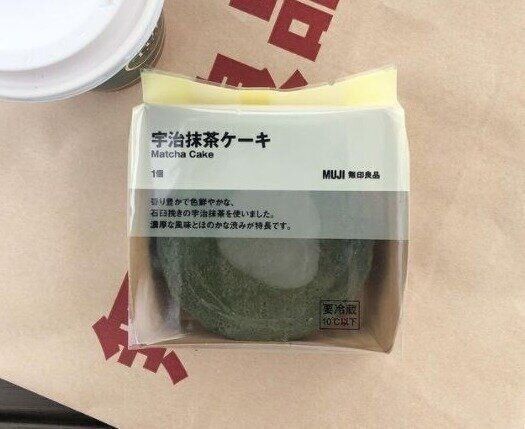 宇治抹茶ケーキ
Matcha Cake
1個
MUJI 無印良品
香り豊かで色鮮やかな、
石臼挽きの宇治抹茶を使いました。
濃厚な風味とほのかな渋みが特長です。
要冷蔵
10℃以下